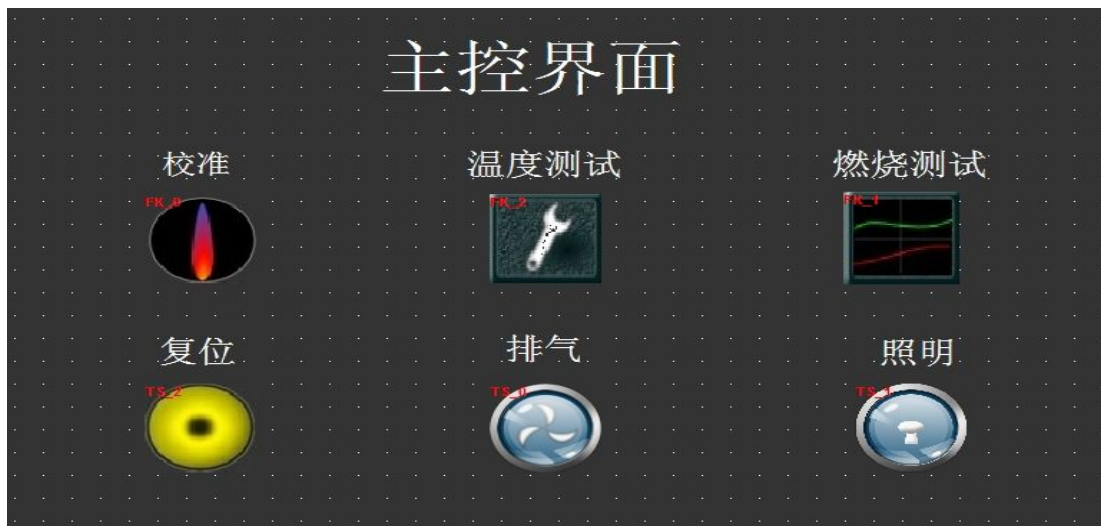 主控界面
校准 温度测试 燃烧测试
FK_0 FK_2 FK_1
复位 排气 照明
TS_2 TS_0 TS_1